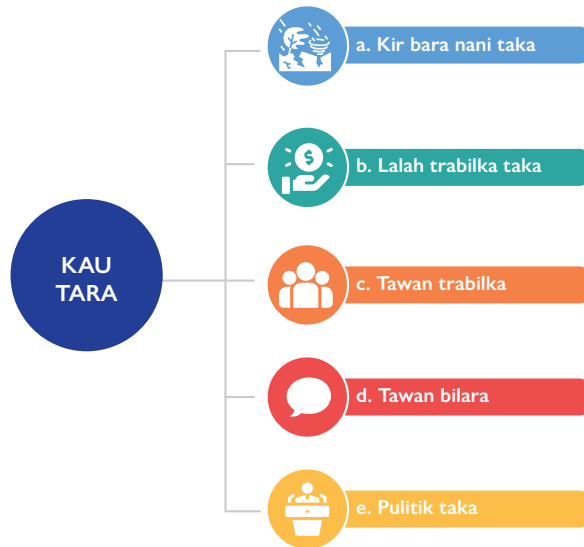 KAU
TARA
a. Kir bara nani taka
b. Lalah trabilka taka
c. Tawan trabilka
d. Tawan bilara
e. Pulitik taka